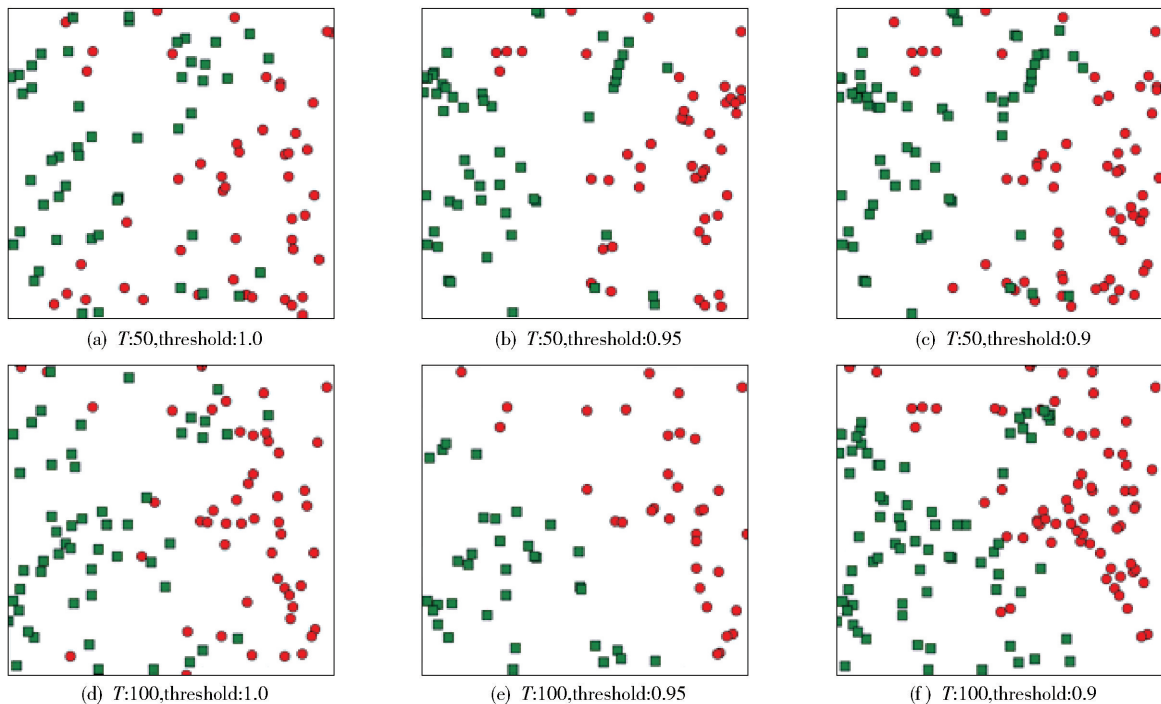 (a) T:50,threshold:1.0
(b) T:50,threshold:0.95
(c) T:50,threshold:0.9
(d) T:100,threshold:1.0
(e) T:100,threshold:0.95
(f) T:100,threshold:0.9